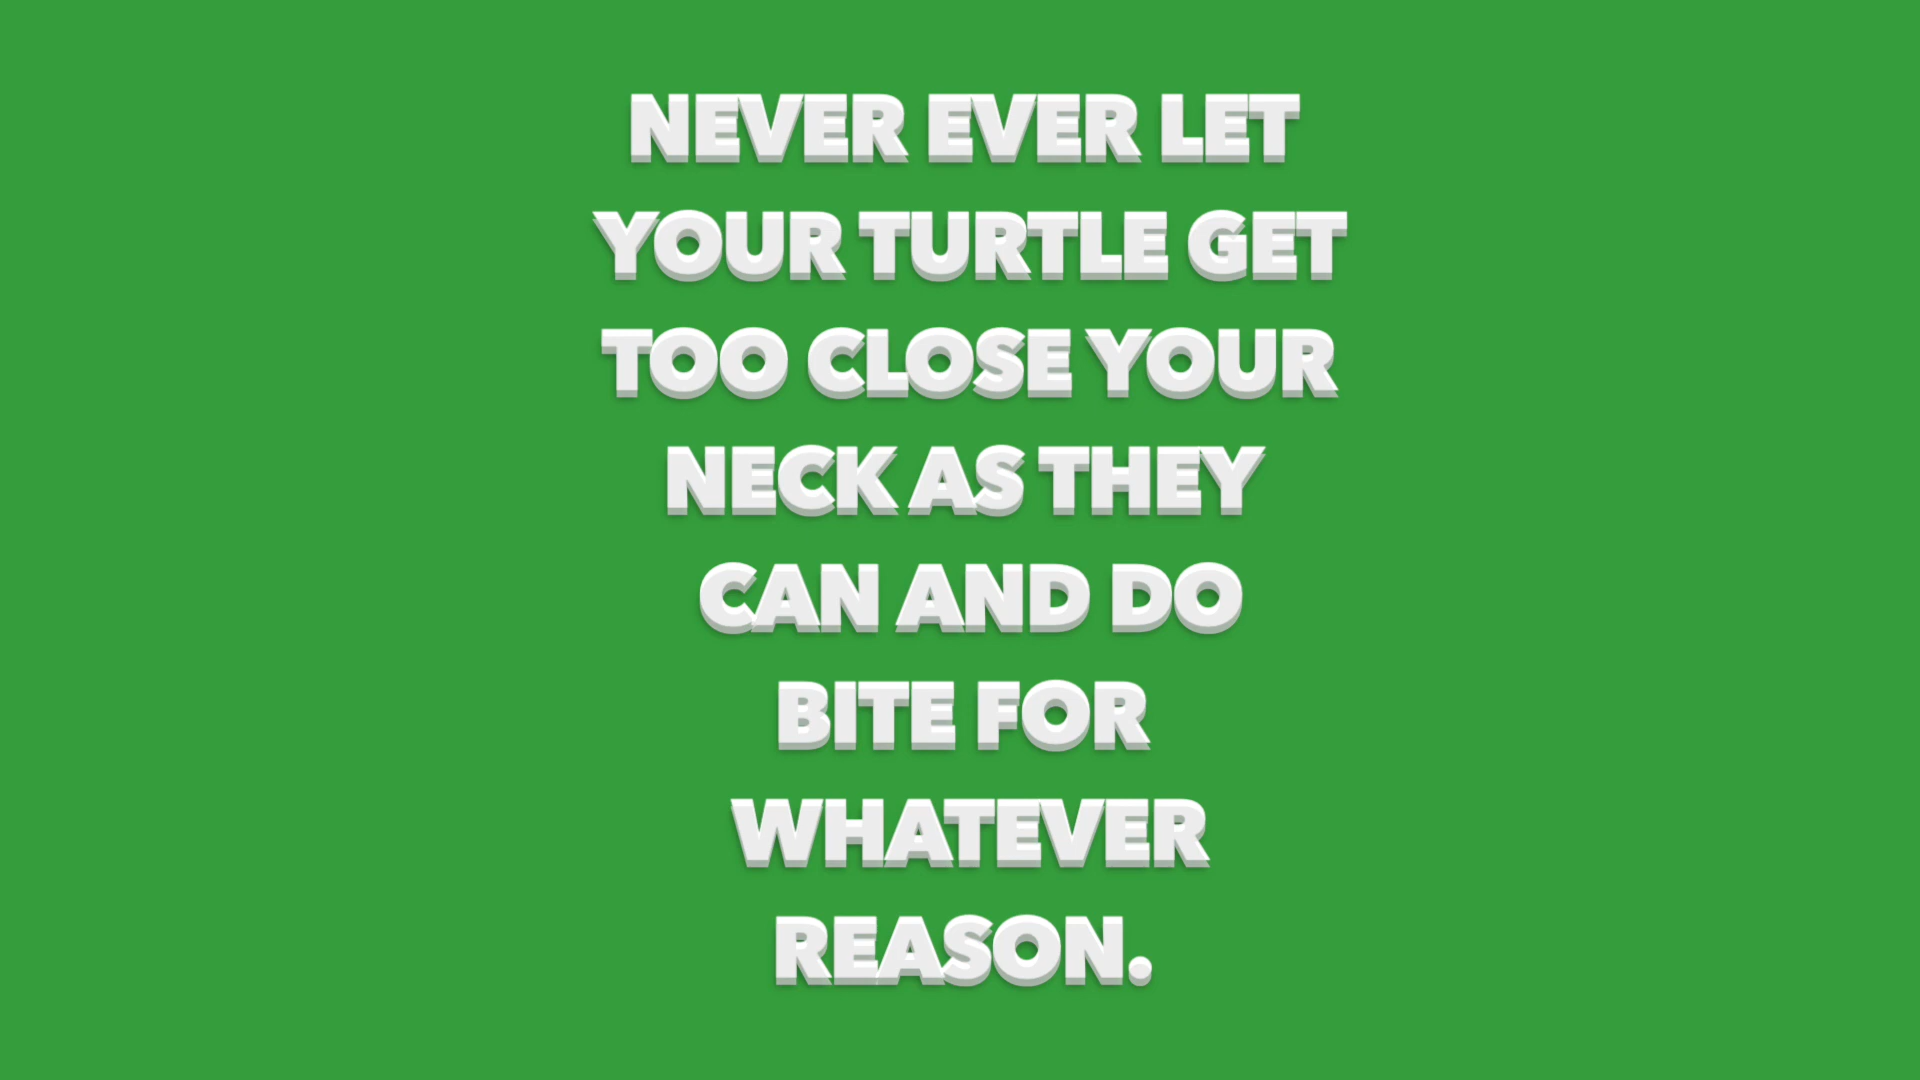 NEVER EVER LET
YOUR TURTLE GET
TOO CLOSE YOUR
NECK AS THEY
CAN AND DO
BITE FOR
WHATEVER
REASON.